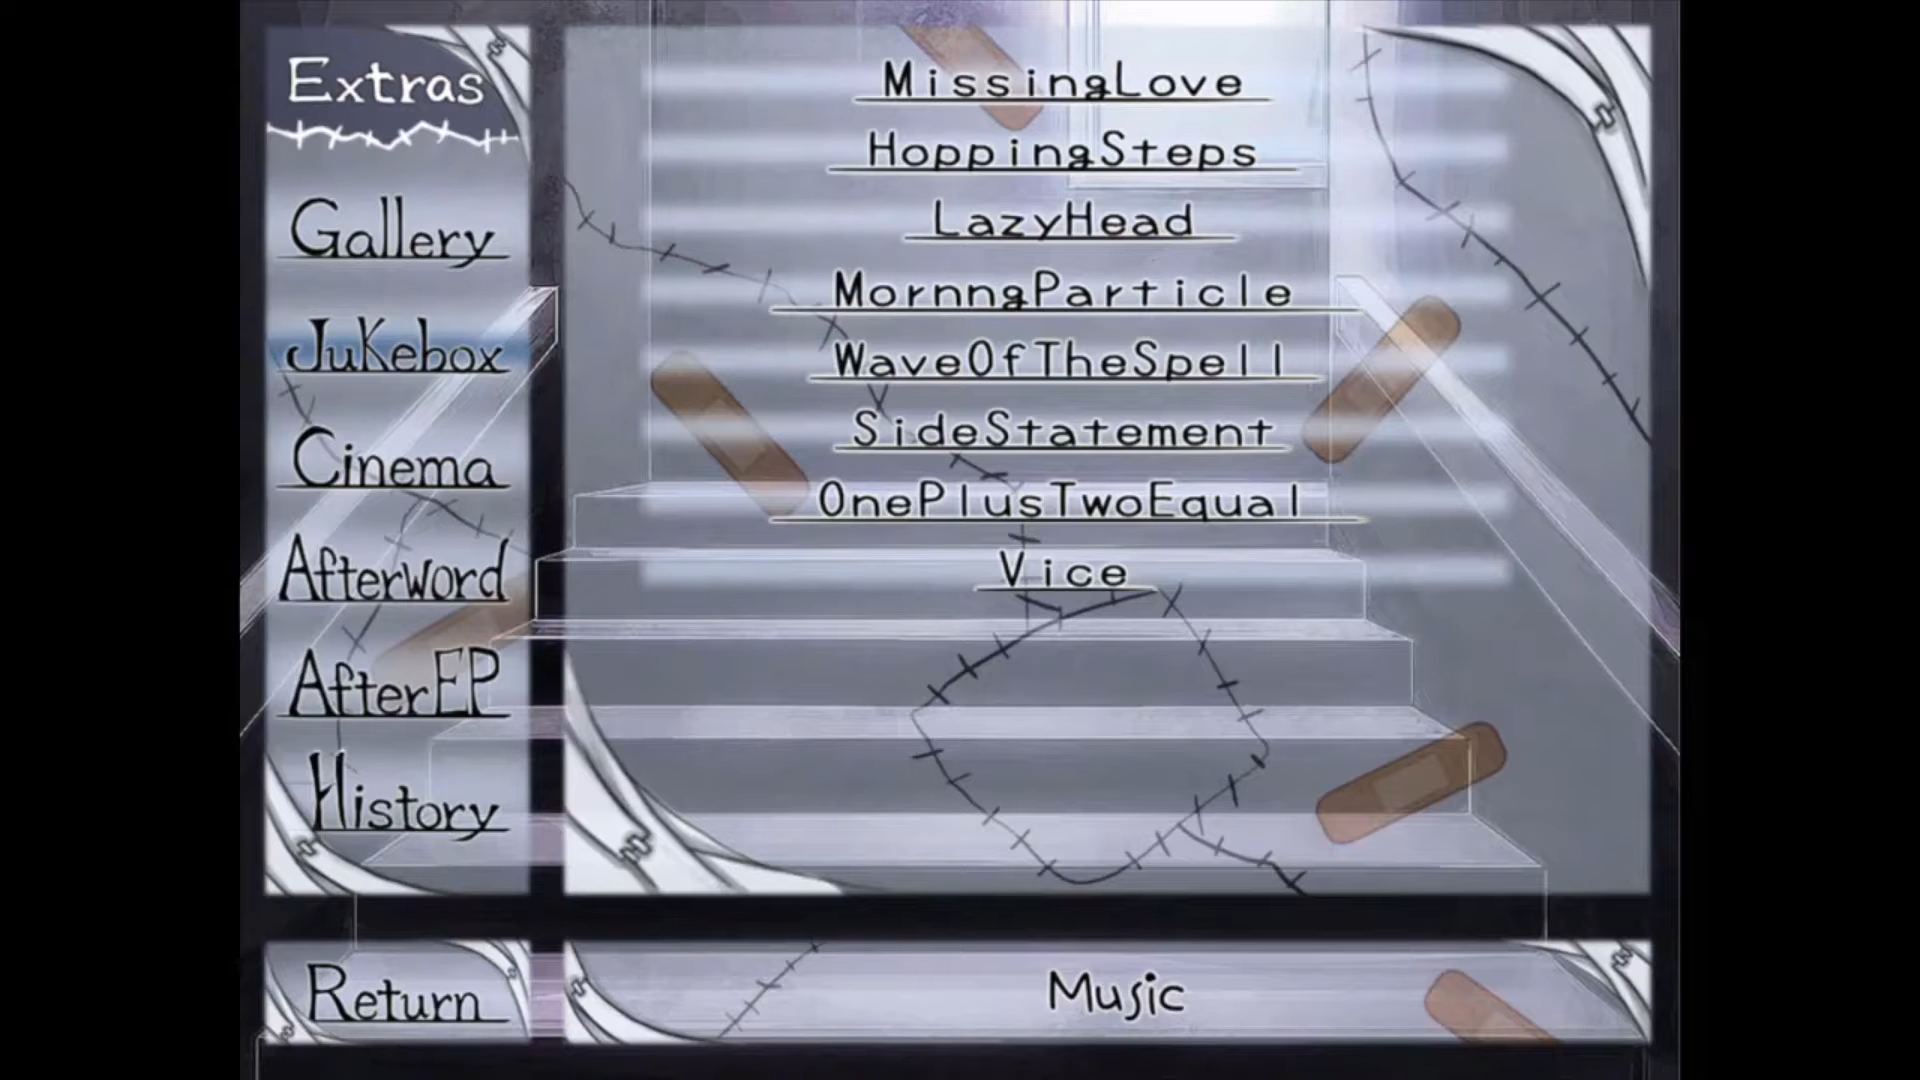 Extras
Gallery
Jukebox
Cinema
Afterword
AfterEP
History
Return
MissingLove
HoppingSteps
LazyHead
MornngParticle
WaveOfTheSpell
SideStatement
OnePlusTwoEqual
Vice
Music